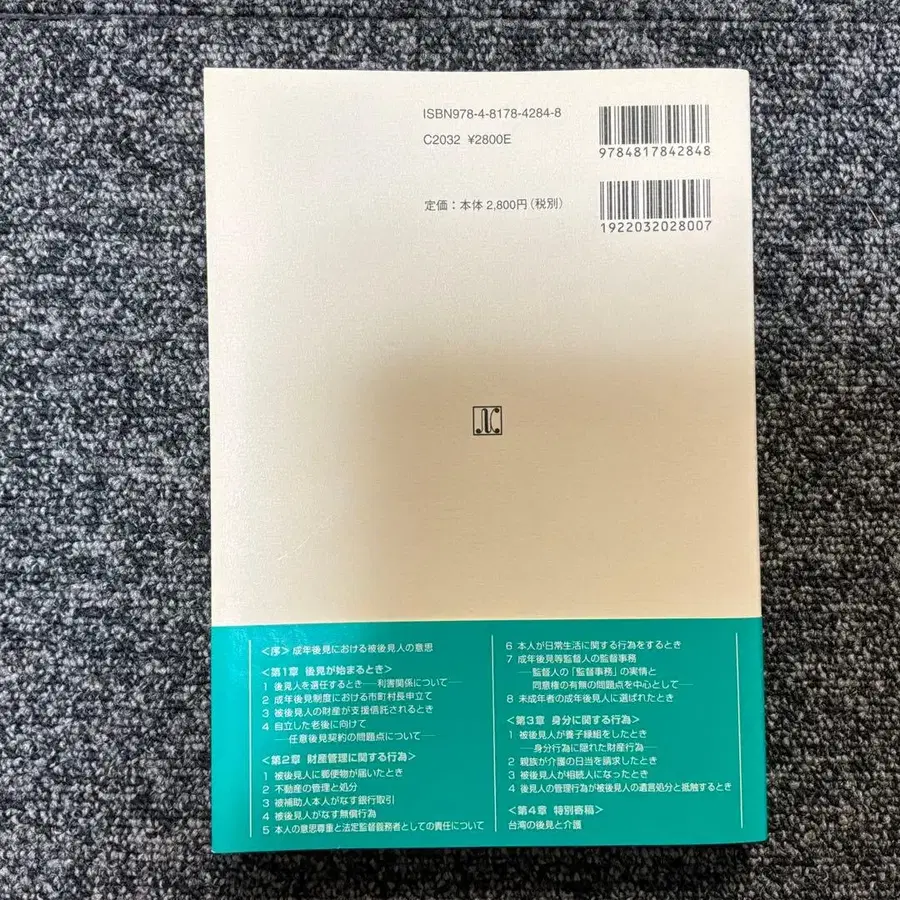 ISBN978-4-8178-4284-8
C2032 ¥2800E
定価:本体2,800円(税別)
9784817842848
1922032028007
<序>成年後見における被後見人の意思
<第1章 後見が始まるとき>
1 後見人を選任するとき――利害関係について――
2 成年後見制度における市町村長申立て
3 被後見人の財産が支援信託されるとき
4 自立した老後に向けて
――任意後見契約の問題点について――
<第2章 財産管理に関する行為>
1 被後見人に郵便物が届いたとき
2 不動産の管理と処分
3 被補助人本人がなす銀行取引
4 被後見人がなす無償行為
5 本人の意思尊重と法定監督義務者としての責任について
6 本人が日常生活に関する行為をするとき
7 成年後見等監督人の監督事務
――監督人の「監督事務」の実情と
同意権の有無の問題点を中心として――
8 未成年者の成年後見人に選ばれたとき
<第3章 身分に関する行為>
1 被後見人が養子縁組をしたとき
――身分行為に隠れた財産行為――
2 親族が介護の日当を請求したとき
3 被後見人が相続人になったとき
4 後見人の管理行為が被後見人の遺言処分と抵触するとき
<第4章 特別寄稿>
台湾の後見と介護